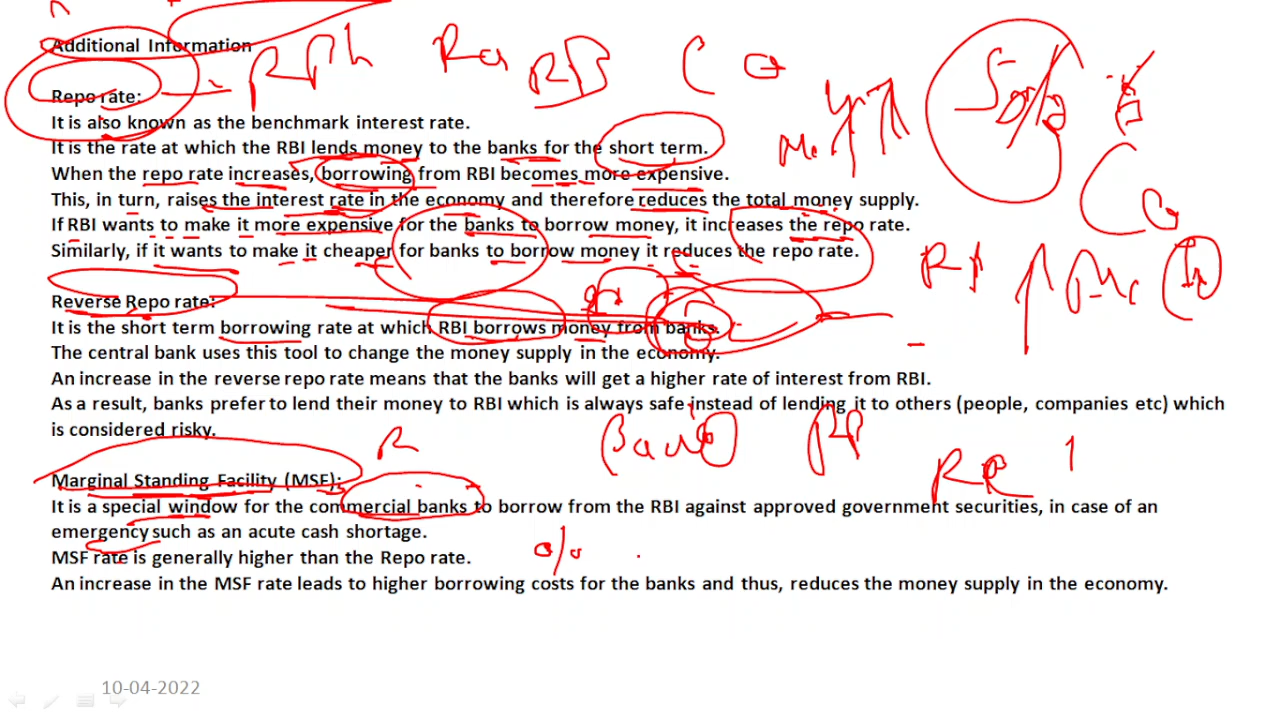 Additional Information
Repo rate:
It is also known as the benchmark interest rate.
It is the rate at which the RBI lends money to the banks for the short term.
When the repo rate increases, borrowing from RBI becomes more expensive.
This, in turn, raises the interest rate in the economy and therefore reduces the total money supply.
If RBI wants to make it more expensive for the banks to borrow money, it increases the repo rate.
Similarly, if it wants to make it cheaper for banks to borrow money it reduces the repo rate.
Reverse Repo rate:
It is the short term borrowing rate at which RBI borrows money from banks.
The central bank uses this tool to change the money supply in the economy.
An increase in the reverse repo rate means that the banks will get a higher rate of interest from RBI.
As a result, banks prefer to lend their money to RBI which is always safe instead of lending it to others (people, companies etc) which
is considered risky.
Marginal Standing Facility (MSF):
It is a special window for the commercial banks to borrow from the RBI against approved government securities, in case of an
emergency such as an acute cash shortage.
MSF rate is generally higher than the Repo rate.
An increase in the MSF rate leads to higher borrowing costs for the banks and thus, reduces the money supply in the economy.
10-04-2022